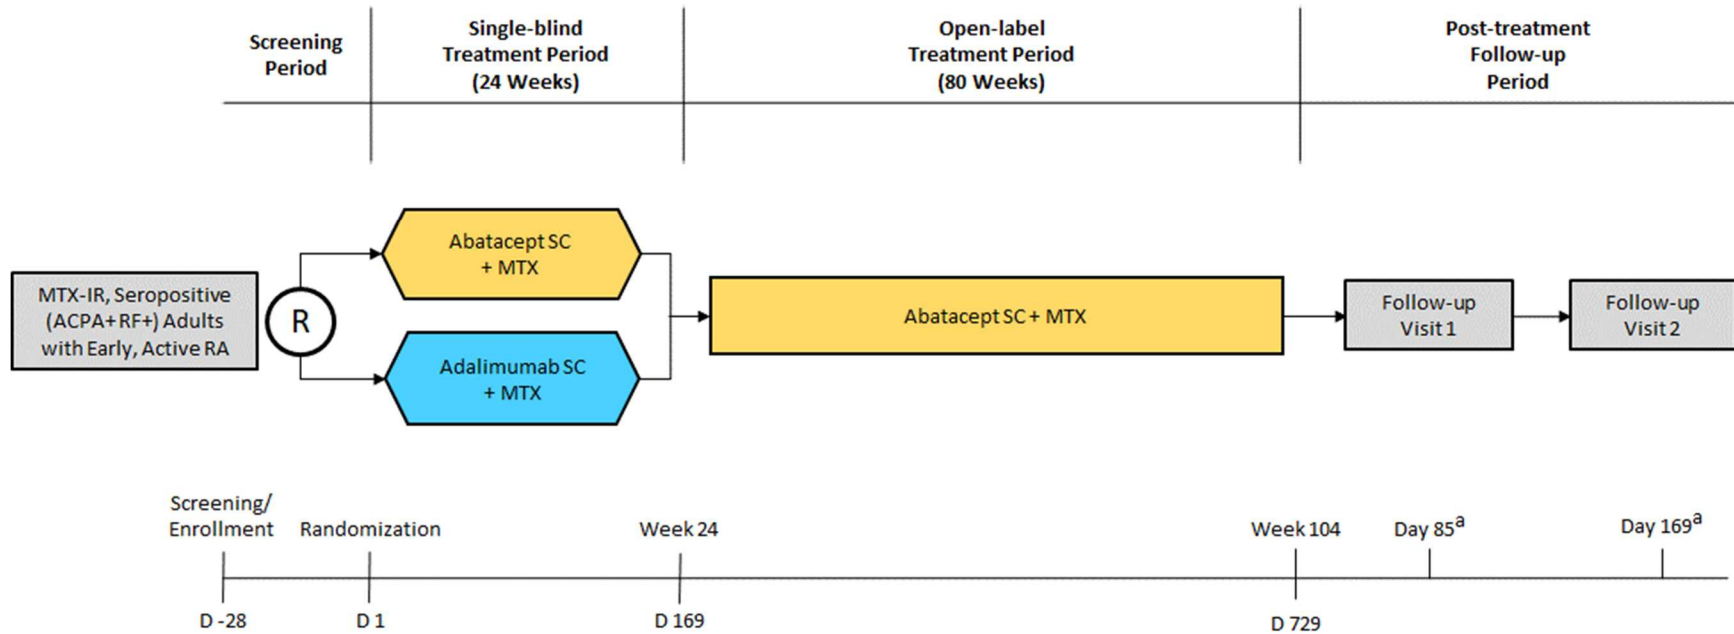 Screening
Period
Single-blind
Treatment Period
(24 Weeks)
Open-label
Treatment Period
(80 Weeks)
Post-treatment
Follow-up
Period
MTX-IR, Seropositive
(ACPA+ RF+) Adults
with Early, Active RA
R
Abatacept SC
+ MTX
Adalimumab SC
+ MTX
Abatacept SC + MTX
Follow-up
Visit 1
Follow-up
Visit 2
Screening/
Enrollment
Randomization
Week 24
Week 104
Day 85a
Day 169a
D -28
D 1
D 169
D 729